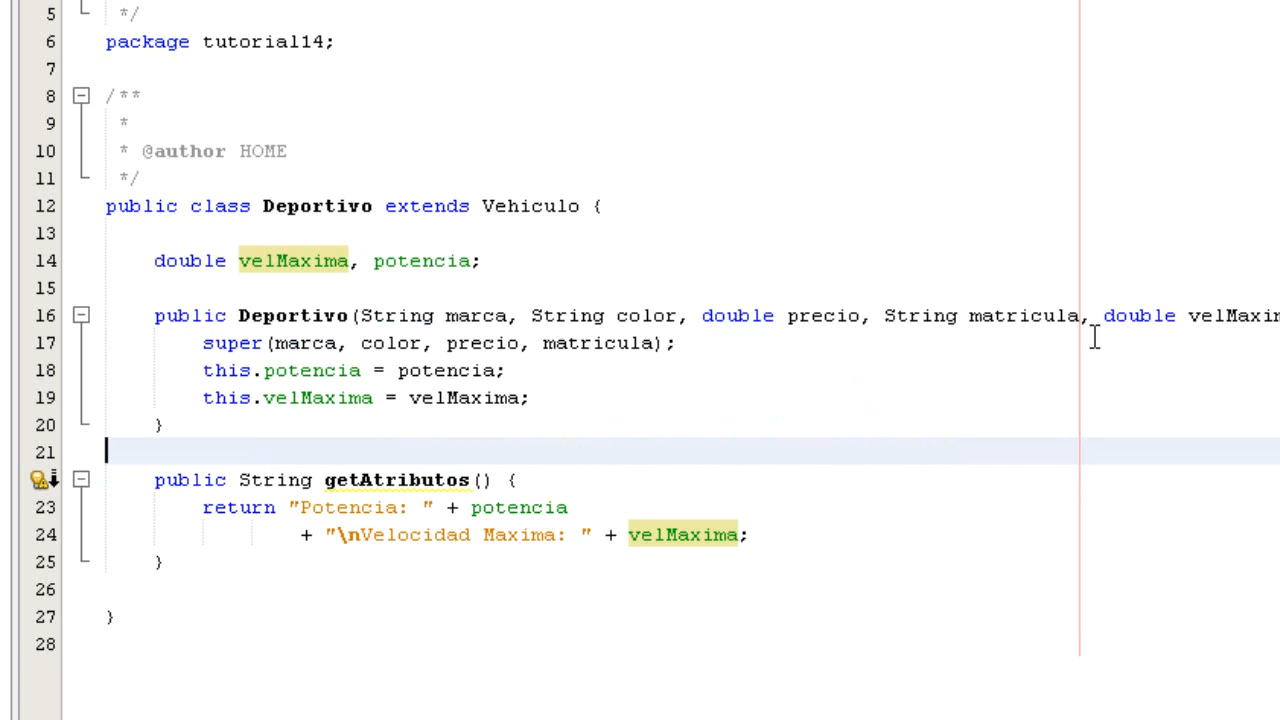 5 */
6 package tutorial14;
7
8 /**
9 *
10 * @author HOME
11 */
12 public class Deportivo extends Vehiculo {
13
14 double velMaxima, potencia;
15
16 public Deportivo(String marca, String color, double precio, String matricula, double velMaxim
17 super(marca, color, precio, matricula);
18 this.potencia = potencia;
19 this.velMaxima = velMaxima;
20 }
21
public String getAtributos() {
23 return "Potencia: " + potencia
24 + "\nVelocidad Maxima: " + velMaxima;
25 }
26
27 }
28